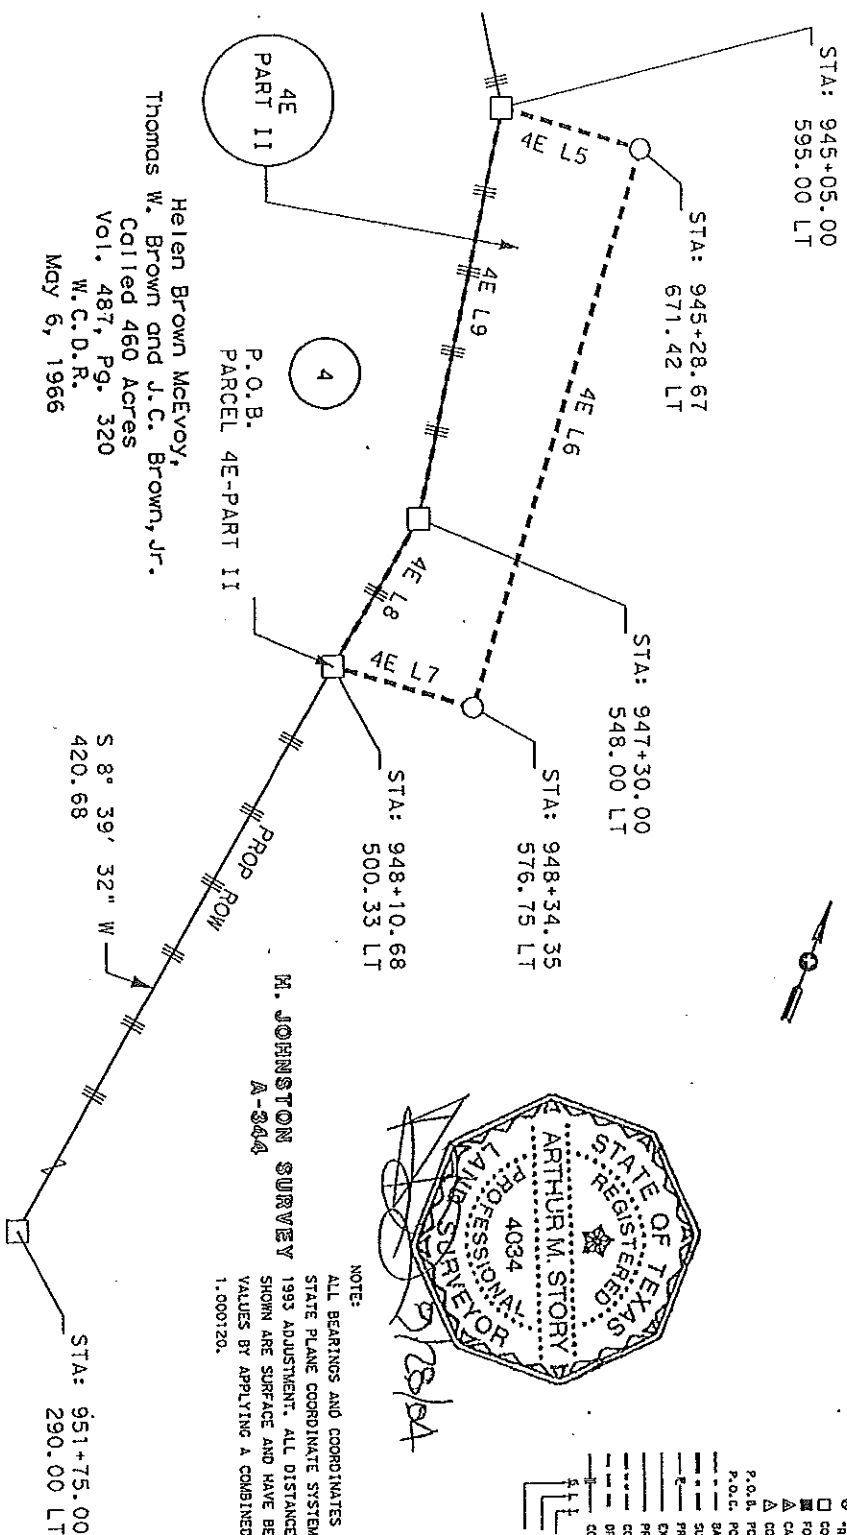 STA: 945+05.00
595.00 LT
STA: 945+28.67
671.42 LT
4E L5
4E
PART II
4E L6
4E L9
4
Helen Brown McEvoy,
Thomas W. Brown and J.C. Brown, Jr.
Called 460 Acres
Vol. 487, Pg. 320
W.C.D.R.
May 6, 1966
P.O.B.
PARCEL 4E-PART II
4E L8
4E L7
STA: 947+30.00
548.00 LT
STA: 948+34.35
576.75 LT
STA: 948+10.68
500.33 LT
PROP ROW
S 8° 39' 32" W
420.68
M. JOHNSTON SURVEY
A-344
STATE OF TEXAS
REGISTERED
ARTHUR M. STORY
4034
PROFESSIONAL
LAND SURVEYOR
9/28/04
NOTE:
ALL BEARINGS AND COORDINATES
STATE PLANE COORDINATE SYSTEM
1993 ADJUSTMENT. ALL DISTANCE
SHOWN ARE SURFACE AND HAVE BE
VALUES BY APPLYING A COMBINED
1.000120.
STA: 951+75.00
290.00 LT
P.O.B.
P.O.C.